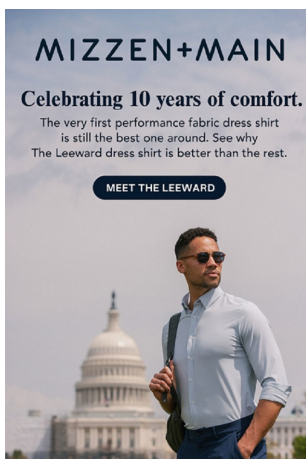 MIZZEN+MAIN
Celebrating 10 years of comfort.
The very first performance fabric dress shirt
is still the best one around. See why
The Leeward dress shirt is better than the rest.
MEET THE LEEWARD